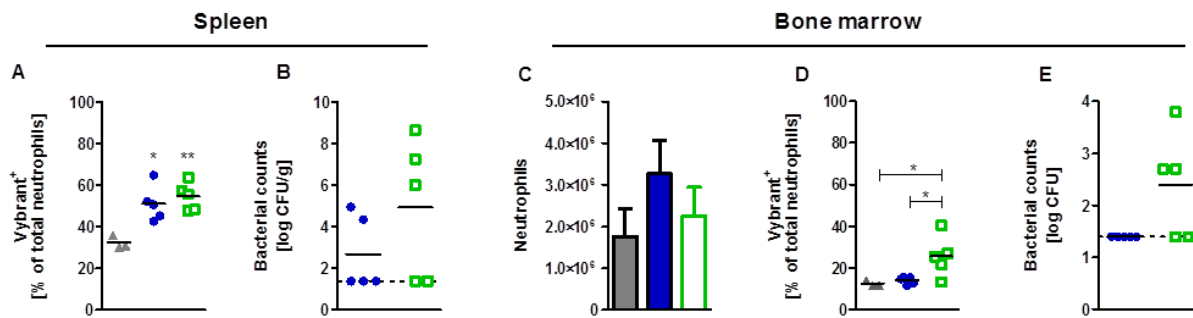 Spleen
Bone marrow
A
B
C
D
E
Vybrant+
[% of total neutrophils]
100
80
60
40
20
0
*
**
Bacterial counts
[log CFU/g]
10
8
6
4
2
0
Neutrophils
5.0×10⁶
4.0×10⁶
3.0×10⁶
2.0×10⁶
1.0×10⁶
0
Vybrant+
[% of total neutrophils]
100
80
60
40
20
0
*
*
Bacterial counts
[log CFU]
4
3
2
1
0